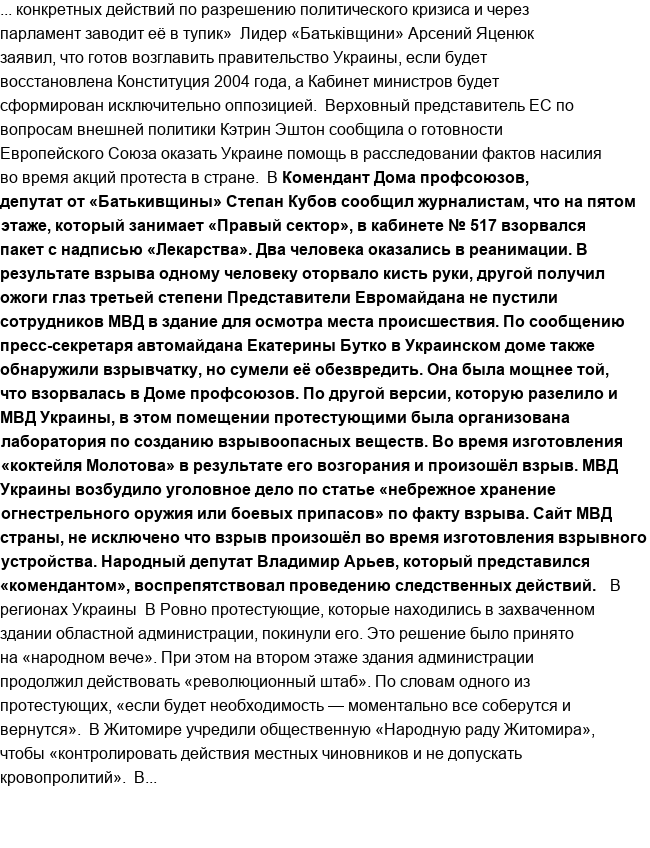 ... конкретных действий по разрешению политического кризиса и через
парламент заводит её в тупик»  Лидер «Батьківщини» Арсений Яценюк
заявил, что готов возглавить правительство Украины, если будет
восстановлена Конституция 2004 года, а Кабинет министров будет
сформирован исключительно оппозицией.  Верховный представитель ЕС по
вопросам внешней политики Кэтрин Эштон сообщила о готовности
Европейского Союза оказать Украине помощь в расследовании фактов насилия
во время акций протеста в стране.  В Комендант Дома профсоюзов,
депутат от «Батькивщины» Степан Кубов сообщил журналистам, что на пятом
этаже, который занимает «Правый сектор», в кабинете № 517 взорвался
пакет с надписью «Лекарства». Два человека оказались в реанимации. В
результате взрыва одному человеку оторвало кисть руки, другой получил
ожоги глаз третьей степени Представители Евромайдана не пустили
сотрудников МВД в здание для осмотра места происшествия. По сообщению
пресс-секретаря автомайдана Екатерины Бутко в Украинском доме также
обнаружили взрывчатку, но сумели её обезвредить. Она была мощнее той,
что взорвалась в Доме профсоюзов. По другой версии, которую разелило и
МВД Украины, в этом помещении протестующими была организована
лаборатория по созданию взрывоопасных веществ. Во время изготовления
«коктейля Молотова» в результате его возгорания и произошёл взрыв. МВД
Украины возбудило уголовное дело по статье «небрежное хранение
огнестрельного оружия или боевых припасов» по факту взрыва. Сайт МВД
страны, не исключено что взрыв произошёл во время изготовления взрывного
устройства. Народный депутат Владимир Арьев, который представился
«комендантом», воспрепятствовал проведению следственных действий.   В
регионах Украины  В Ровно протестующие, которые находились в захваченном
здании областной администрации, покинули его. Это решение было принято
на «народном вече». При этом на втором этаже здания администрации
продолжил действовать «революционный штаб». По словам одного из
протестующих, «если будет необходимость — моментально все соберутся и
вернутся».  В Житомире учредили общественную «Народную раду Житомира»,
чтобы «контролировать действия местных чиновников и не допускать
кровопролитий».  В...